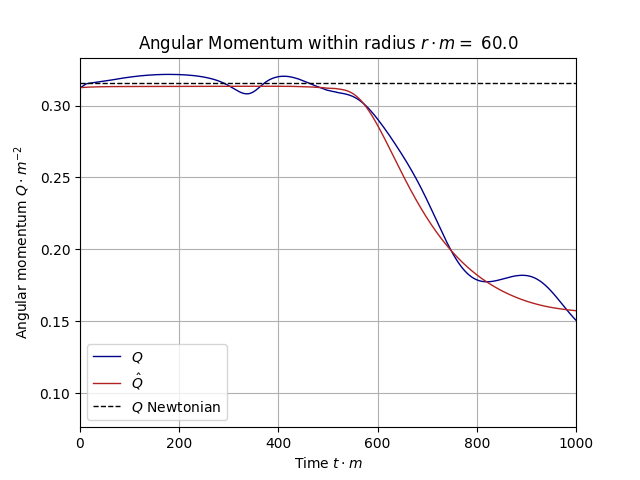 Angular Momentum within radius r · m = 60.0
Angular momentum Q · m⁻²
0.30
0.25
0.20
0.15
0.10
Q
Q̂
Q Newtonian
0 200 400 600 800 1000
Time t · m